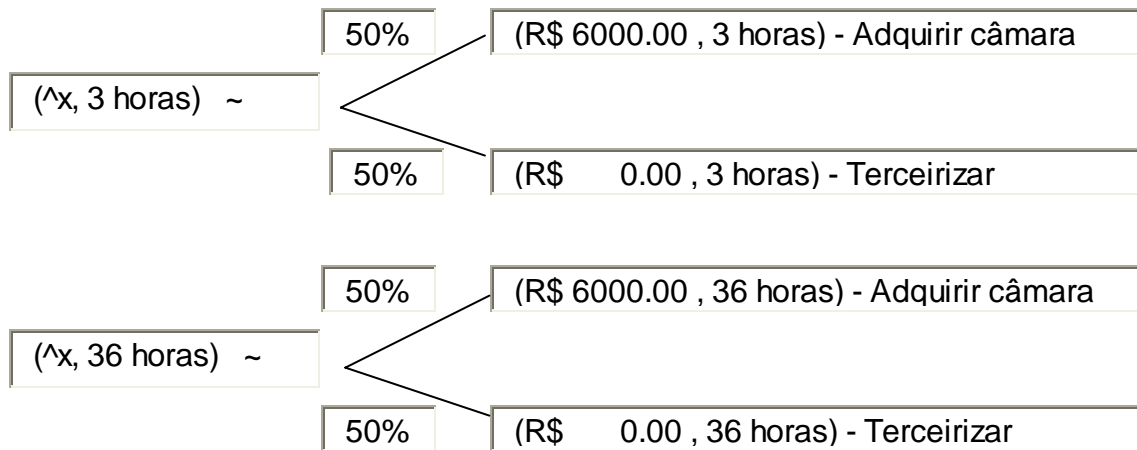 50% (R$ 6000.00 , 3 horas) - Adquirir câmara
(^x, 3 horas) ~
50% (R$ 0.00 , 3 horas) - Terceirizar
50% (R$ 6000.00 , 36 horas) - Adquirir câmara
(^x, 36 horas) ~
50% (R$ 0.00 , 36 horas) - Terceirizar